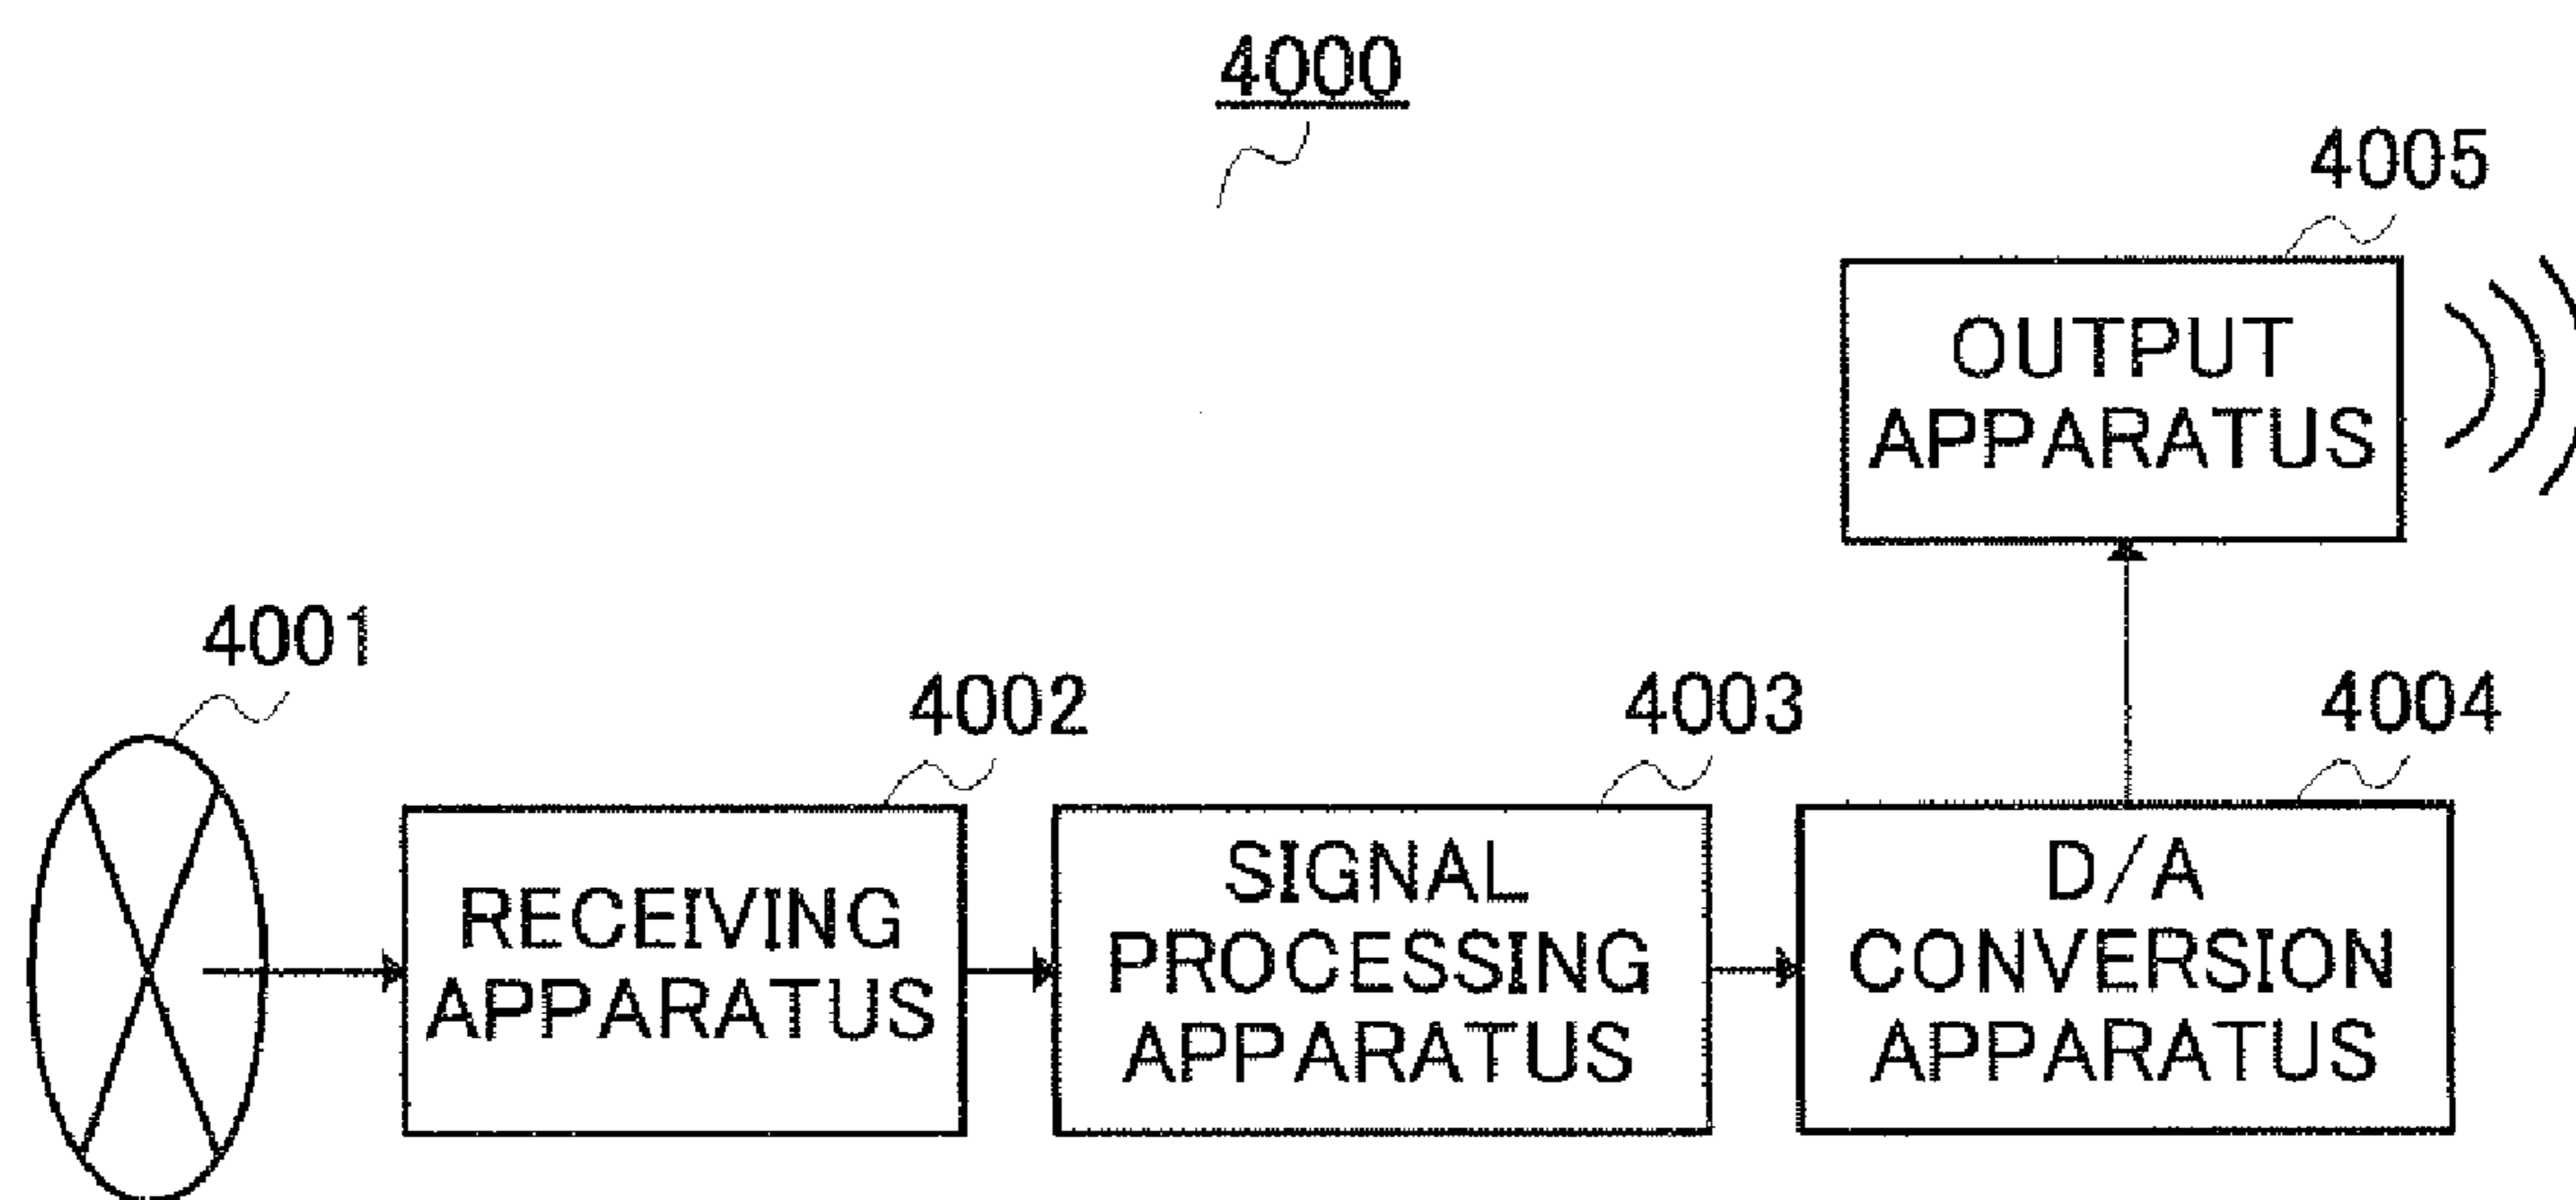 4000
4005
OUTPUT
APPARATUS
4001
4002
4003
4004
RECEIVING
APPARATUS
SIGNAL
PROCESSING
APPARATUS
D/A
CONVERSION
APPARATUS